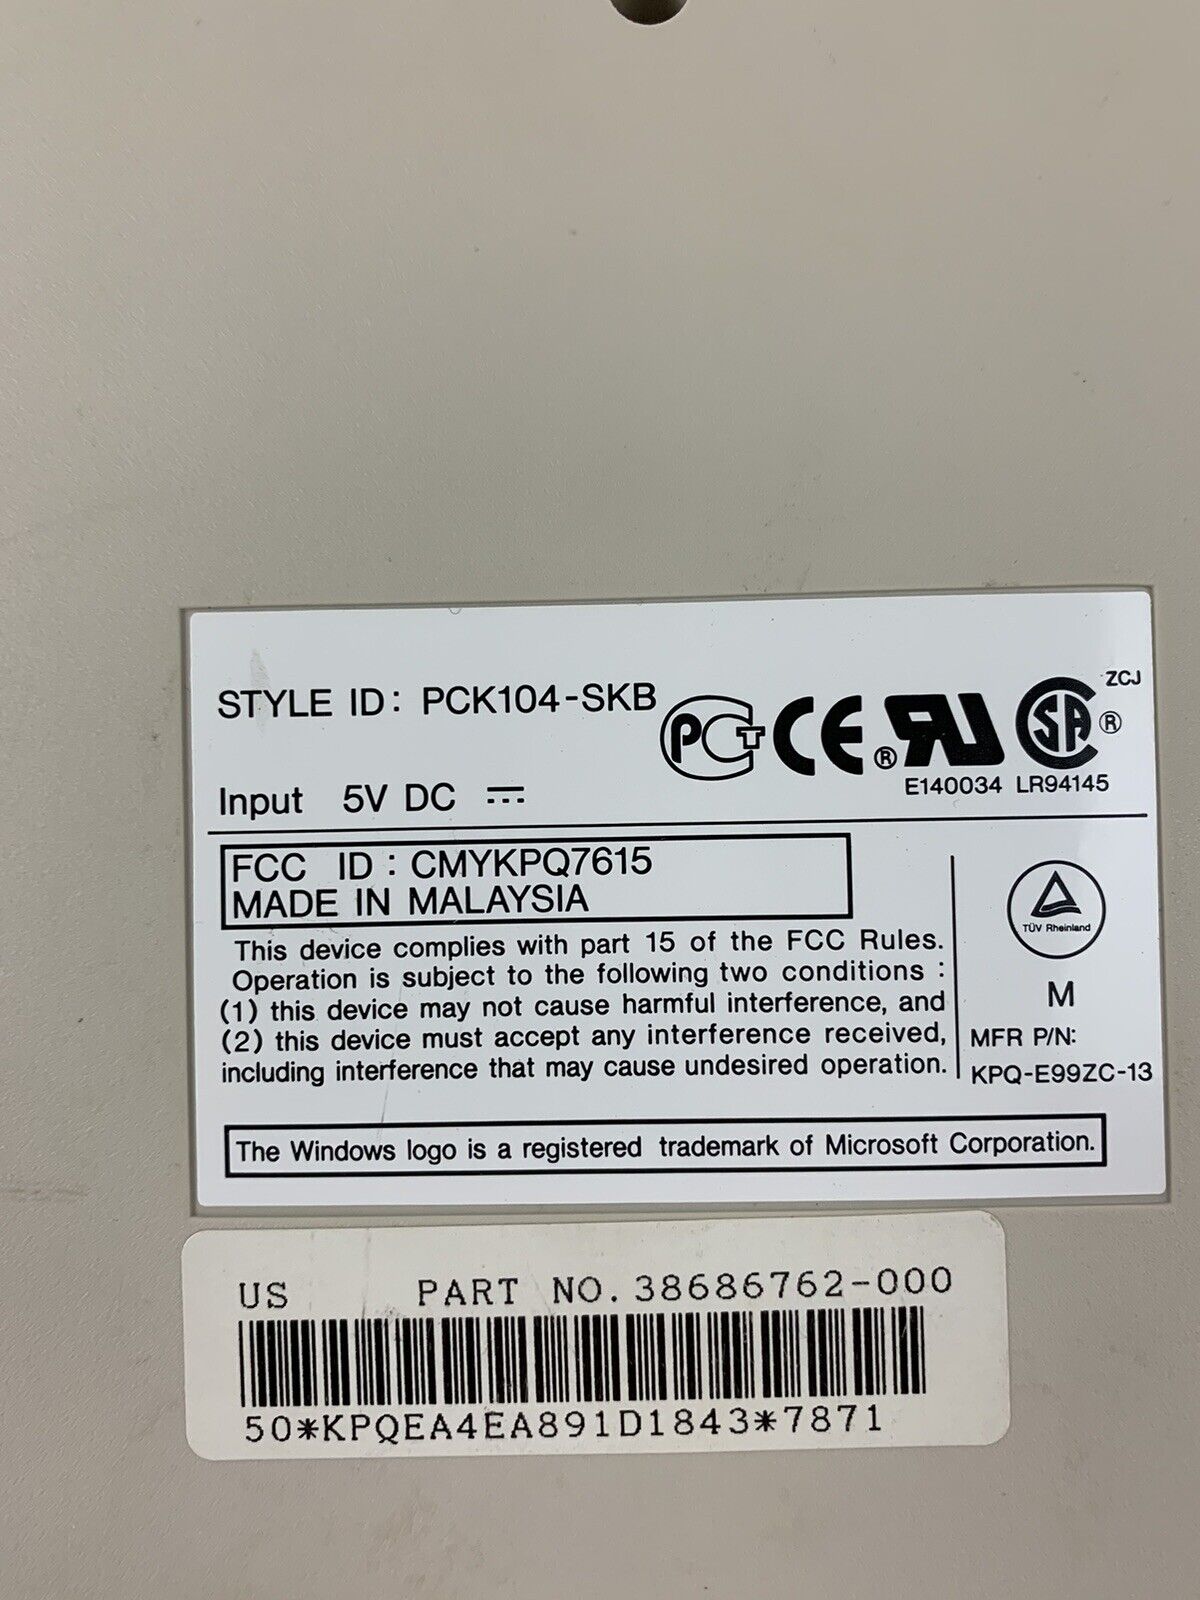 STYLE ID: PCK104-SKB
PCT CE ® RU SA ® ZCJ
E140034 LR94145
Input 5V DC
FCC ID : CMYKPQ7615
MADE IN MALAYSIA
This device complies with part 15 of the FCC Rules.
Operation is subject to the following two conditions :
(1) this device may not cause harmful interference, and
(2) this device must accept any interference received,
including interference that may cause undesired operation.
TÜV Rheinland
M
MFR P/N:
KPQ-E99ZC-13
The Windows logo is a registered trademark of Microsoft Corporation.
US PART NO.38686762-000
50*KPQEA4EA891D1843*7871